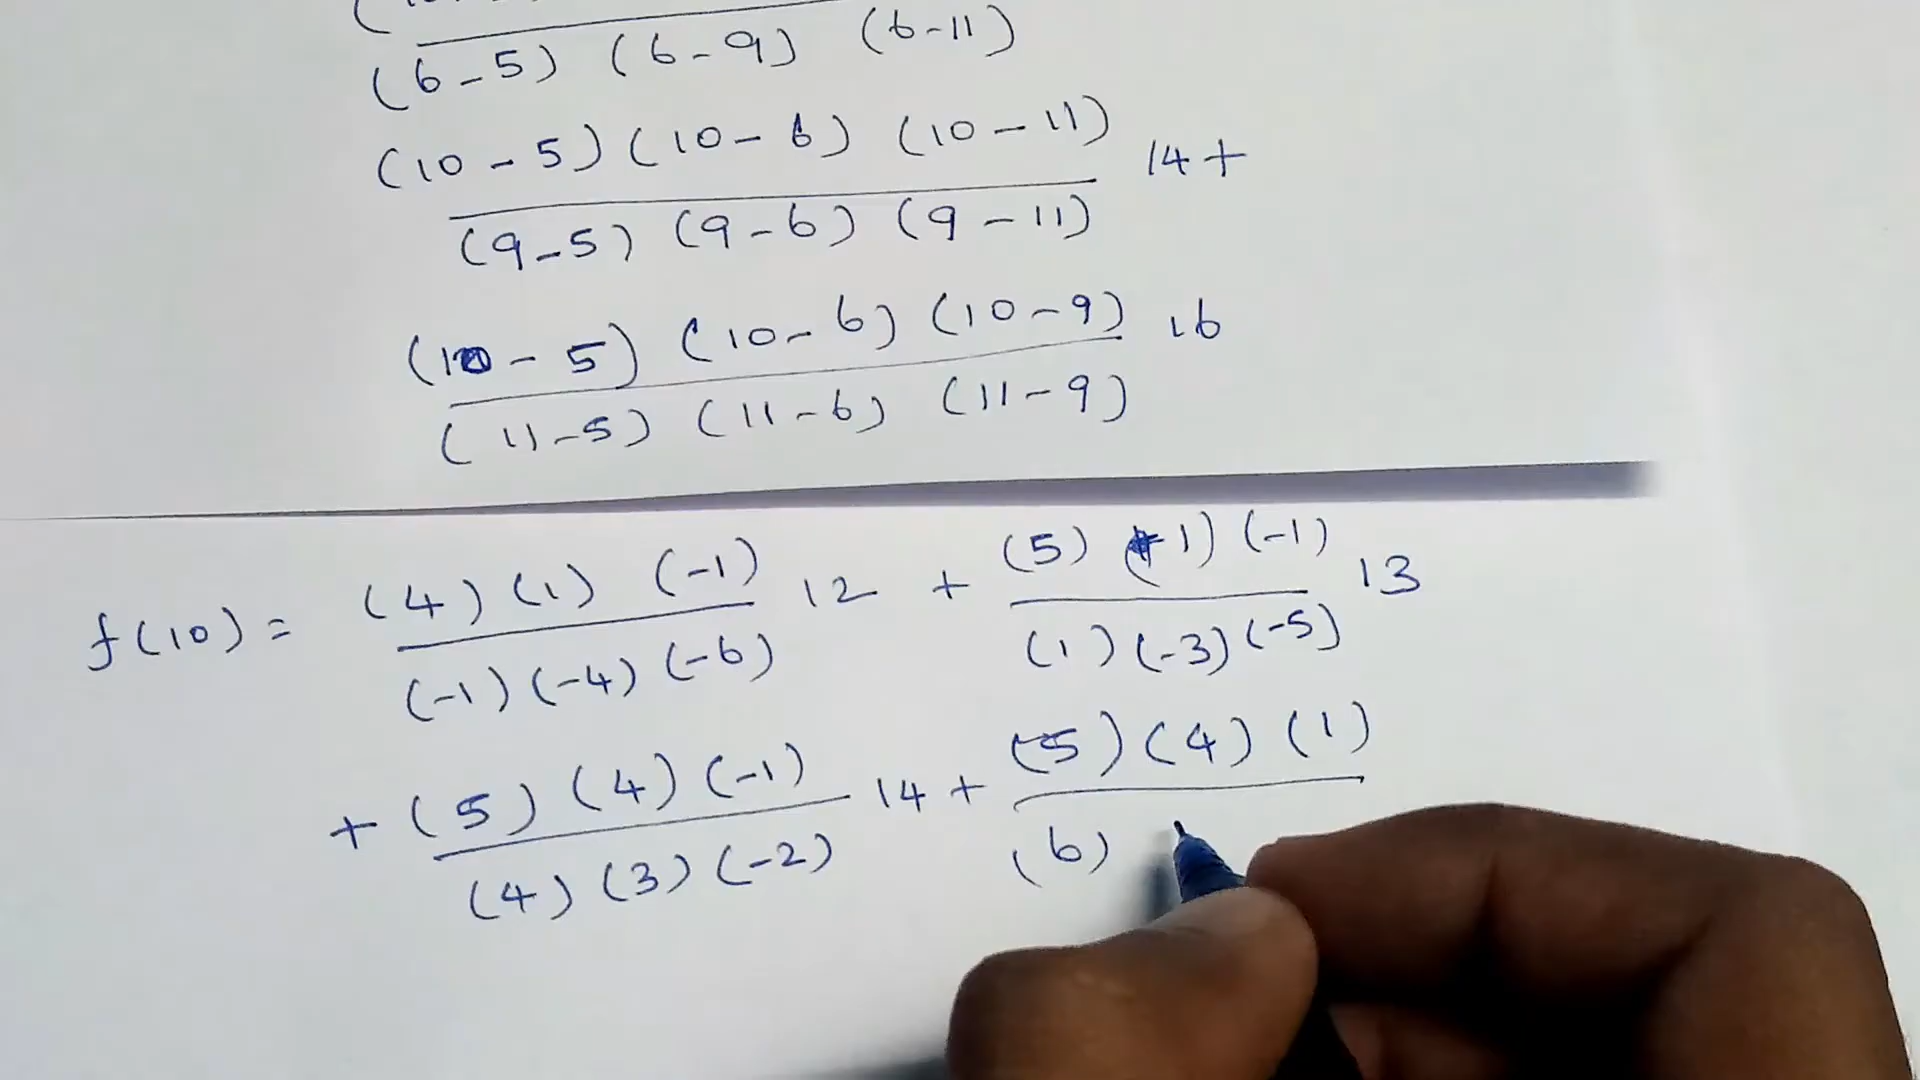 (10
(6-5) (6-9) (6-11)
(10-5) (10-6) (10-11) 14+
(9-5) (9-6) (9-11)
(10-5) (10-6) (10-9) 16
(11-5) (11-6) (11-9)
f(10) = (4) (1) (-1) 12 + (5) (1) (-1) 13
(-1) (-4) (-6) (1) (-3) (-5)
+ (5) (4) (-1) 14 + (5) (4) (1)
(4) (3) (-2) (6)